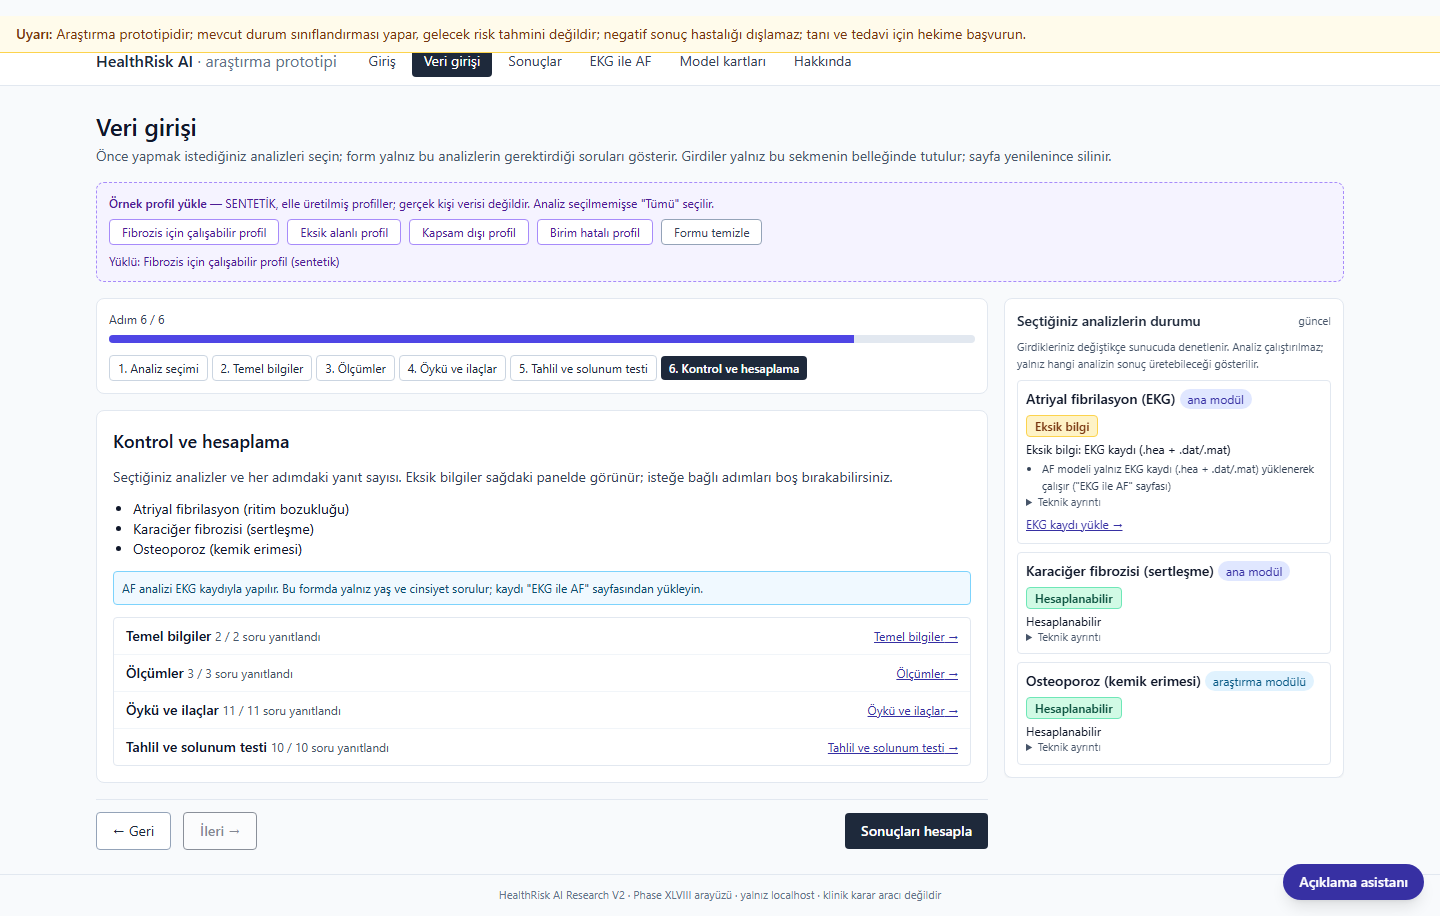 Uyarı: Araştırma prototipidir; mevcut durum sınıflandırması yapar, gelecek risk tahmini değildir; negatif sonuç hastalığı dışlamaz; tanı ve tedavi için hekime başvurun.
HealthRisk AI · araştırma prototipi Giriş Veri girişi Sonuçlar EKG ile AF Model kartları Hakkında
Veri girişi
Önce yapmak istediğiniz analizleri seçin; form yalnız bu analizlerin gerektirdiği soruları gösterir. Girdiler yalnız bu sekmenin belleğinde tutulur; sayfa yenilenince silinir.
Örnek profil yükle — SENTETİK, elle üretilmiş profiller; gerçek kişi verisi değildir. Analiz seçilmemişse "Tümü" seçilir.
Fibrozis için çalışabilir profil Eksik alanlı profil Kapsam dışı profil Birim hatalı profil Formu temizle
Yüklü: Fibrozis için çalışabilir profil (sentetik)
Adım 6 / 6
1. Analiz seçimi 2. Temel bilgiler 3. Ölçümler 4. Öykü ve ilaçlar 5. Tahlil ve solunum testi 6. Kontrol ve hesaplama
Kontrol ve hesaplama
Seçtiğiniz analizler ve her adımdaki yanıt sayısı. Eksik bilgiler sağdaki panelde görünür; isteğe bağlı adımları boş bırakabilirsiniz.
• Atriyal fibrilasyon (ritim bozukluğu)
• Karaciğer fibrozisi (sertleşme)
• Osteoporoz (kemik erimesi)
AF analizi EKG kaydıyla yapılır. Bu formda yalnız yaş ve cinsiyet sorulur; kaydı "EKG ile AF" sayfasından yükleyin.
Temel bilgiler 2 / 2 soru yanıtlandı Temel bilgiler →
Ölçümler 3 / 3 soru yanıtlandı Ölçümler →
Öykü ve ilaçlar 11 / 11 soru yanıtlandı Öykü ve ilaçlar →
Tahlil ve solunum testi 10 / 10 soru yanıtlandı Tahlil ve solunum testi →
← Geri İleri → Sonuçları hesapla
Seçtiğiniz analizlerin durumu güncel
Girdikleriniz değiştikçe sunucuda denetlenir. Analiz çalıştırılmaz;
yalnız hangi analizin sonuç üretebileceği gösterilir.
Atriyal fibrilasyon (EKG) ana modül
Eksik bilgi
Eksik bilgi: EKG kaydı (.hea + .dat/.mat)
• AF modeli yalnız EKG kaydı (.hea + .dat/.mat) yüklenerek
çalışır ("EKG ile AF" sayfası)
▶ Teknik ayrıntı
EKG kaydı yükle →
Karaciğer fibrozisi (sertleşme) ana modül
Hesaplanabilir
Hesaplanabilir
▶ Teknik ayrıntı
Osteoporoz (kemik erimesi) araştırma modülü
Hesaplanabilir
Hesaplanabilir
▶ Teknik ayrıntı
Açıklama asistanı
HealthRisk AI Research V2 · Phase XLVIII arayüzü · yalnız localhost · klinik karar aracı değildir